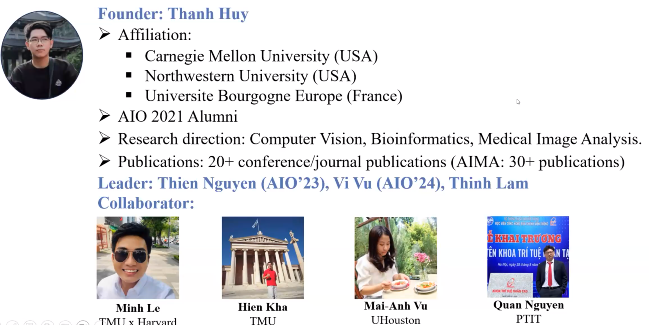 Founder: Thanh Huy
➢ Affiliation:
▪ Carnegie Mellon University (USA)
▪ Northwestern University (USA)
▪ Universite Bourgogne Europe (France)
➢ AIO 2021 Alumni
➢ Research direction: Computer Vision, Bioinformatics, Medical Image Analysis.
➢ Publications: 20+ conference/journal publications (AIMA: 30+ publications)
Leader: Thien Nguyen (AIO’23), Vi Vu (AIO’24), Thinh Lam
Collaborator:
KHAI TRƯƠNG
KHOA TRÍ TUỆ NHÂN TẠO
Minh Le
TMU x Harvard
Hien Kha
TMU
Mai-Anh Vu
UHouston
Quan Nguyen
PTIT